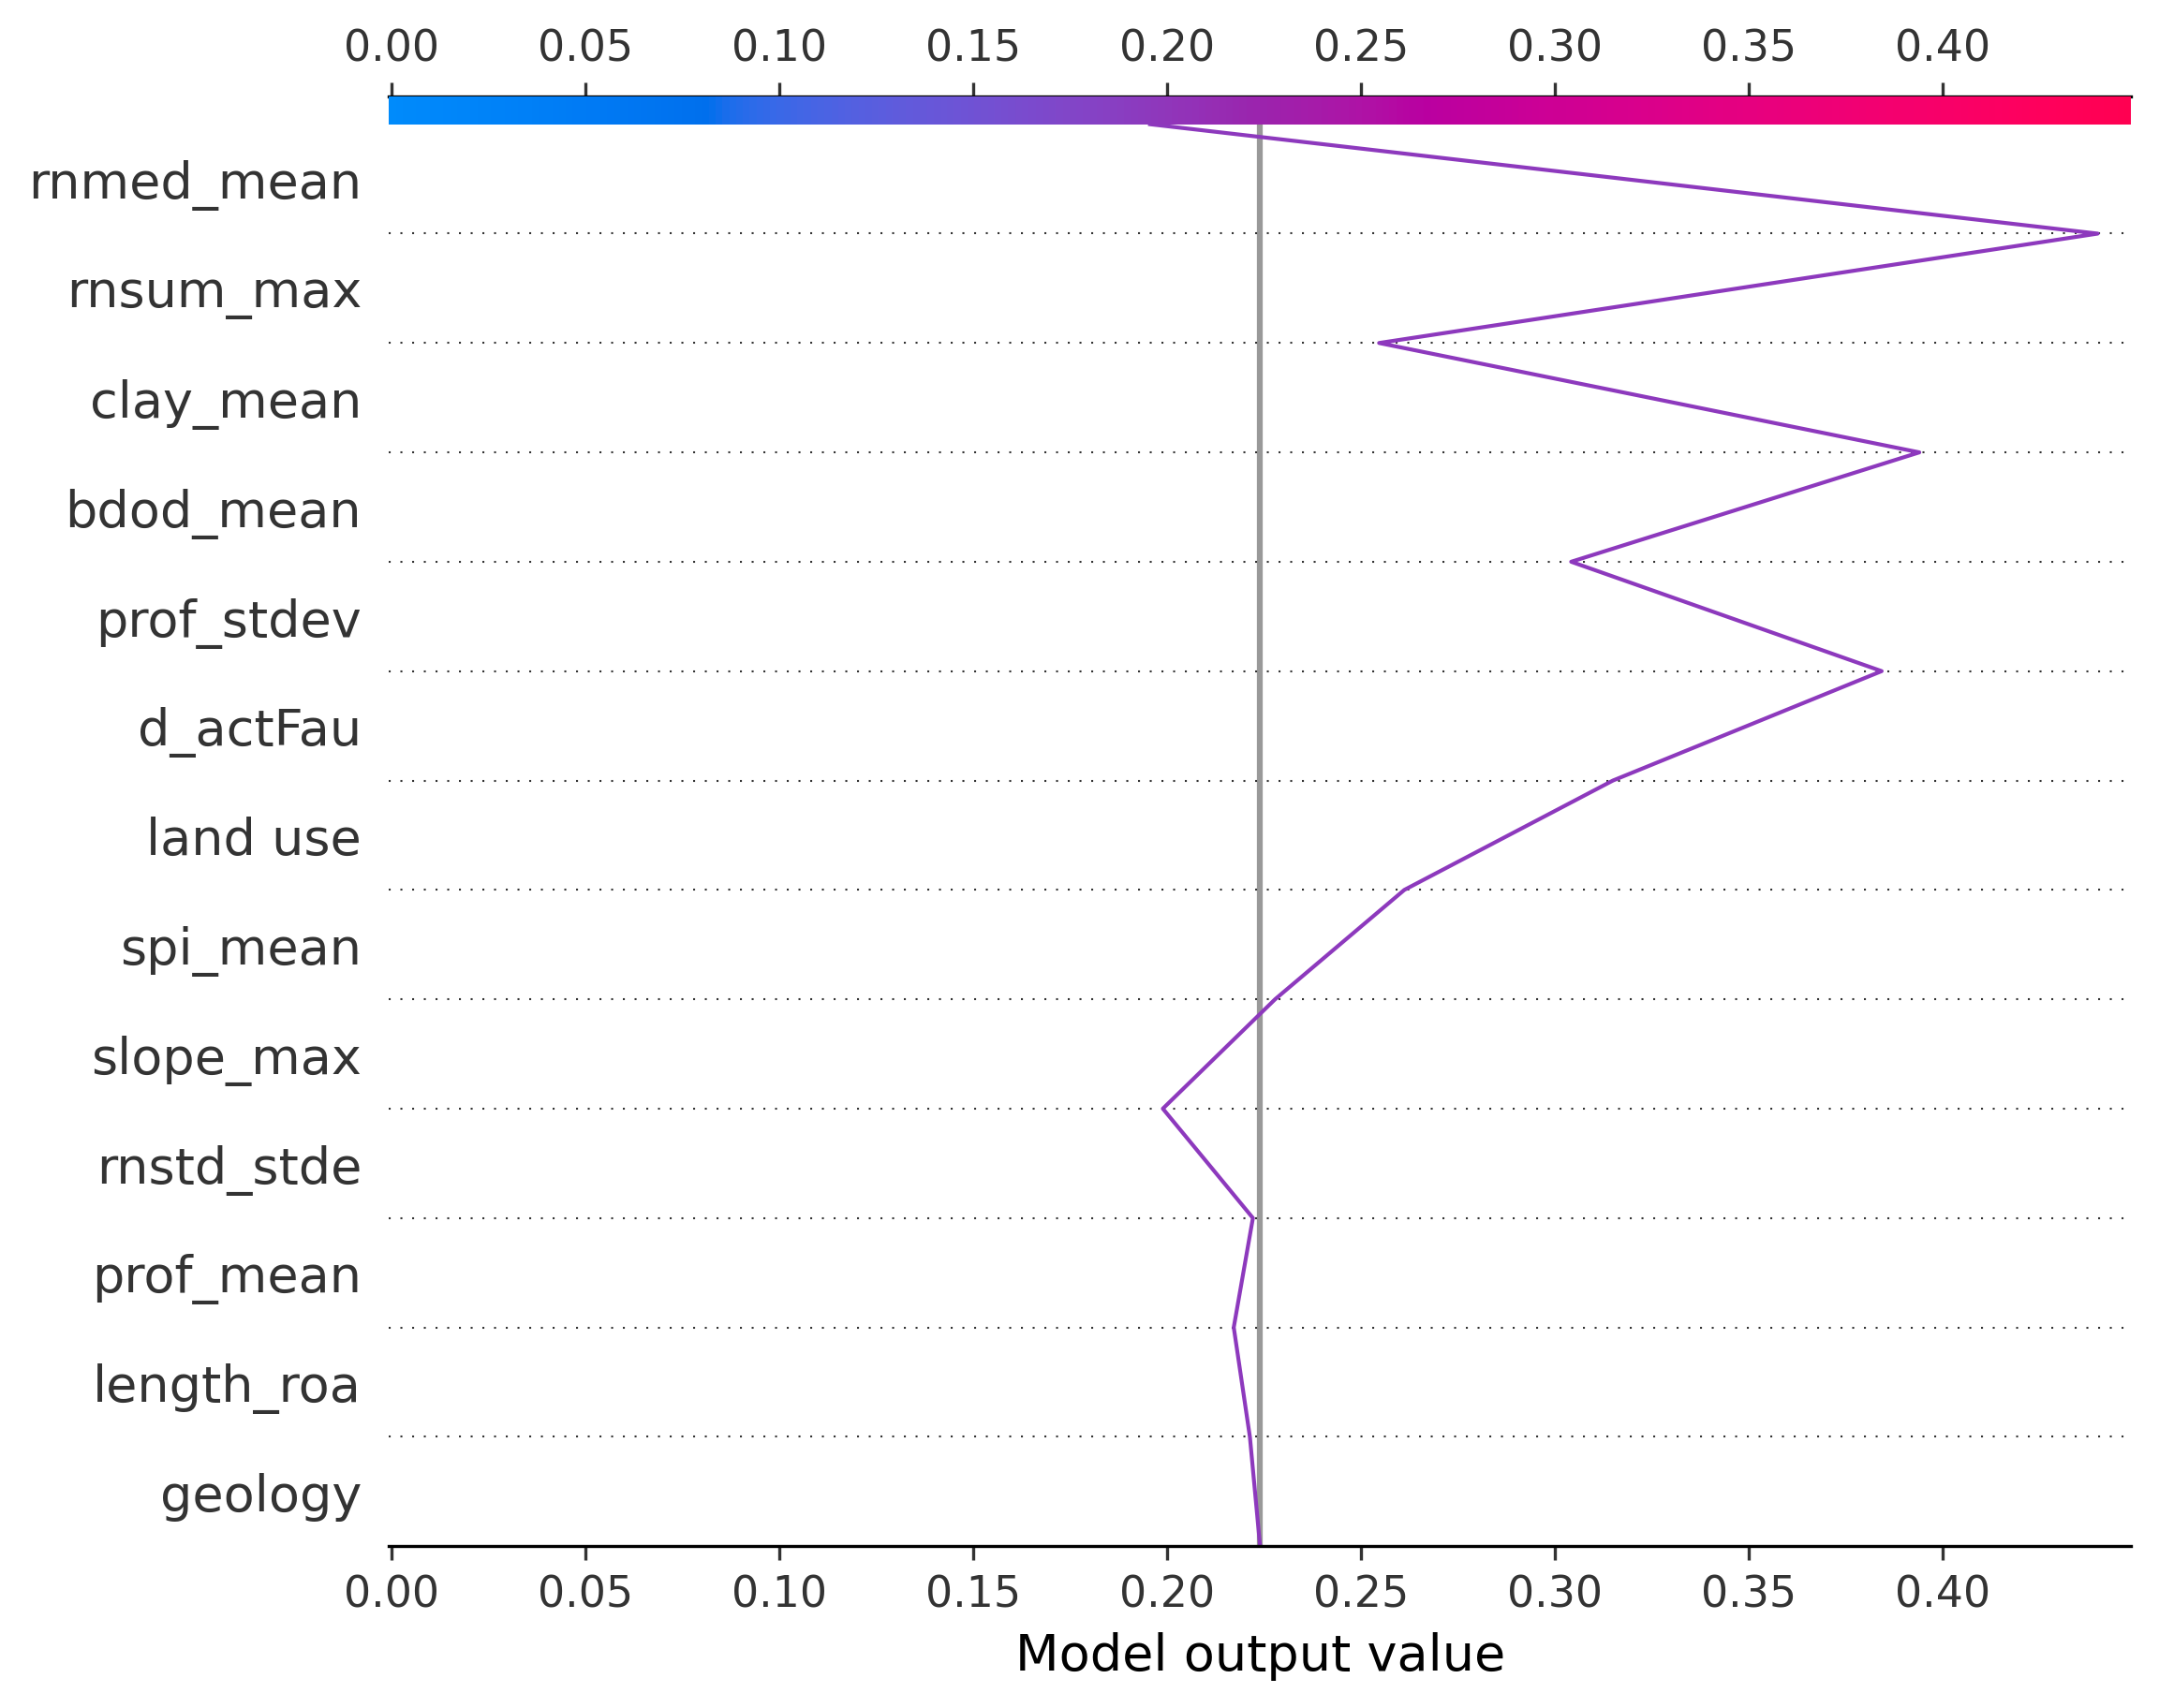 0.00 0.05 0.10 0.15 0.20 0.25 0.30 0.35 0.40
rnmed_mean
rnsum_max
clay_mean
bdod_mean
prof_stdev
d_actFau
land use
spi_mean
slope_max
rnstd_stde
prof_mean
length_roa
geology
0.00 0.05 0.10 0.15 0.20 0.25 0.30 0.35 0.40
Model output value